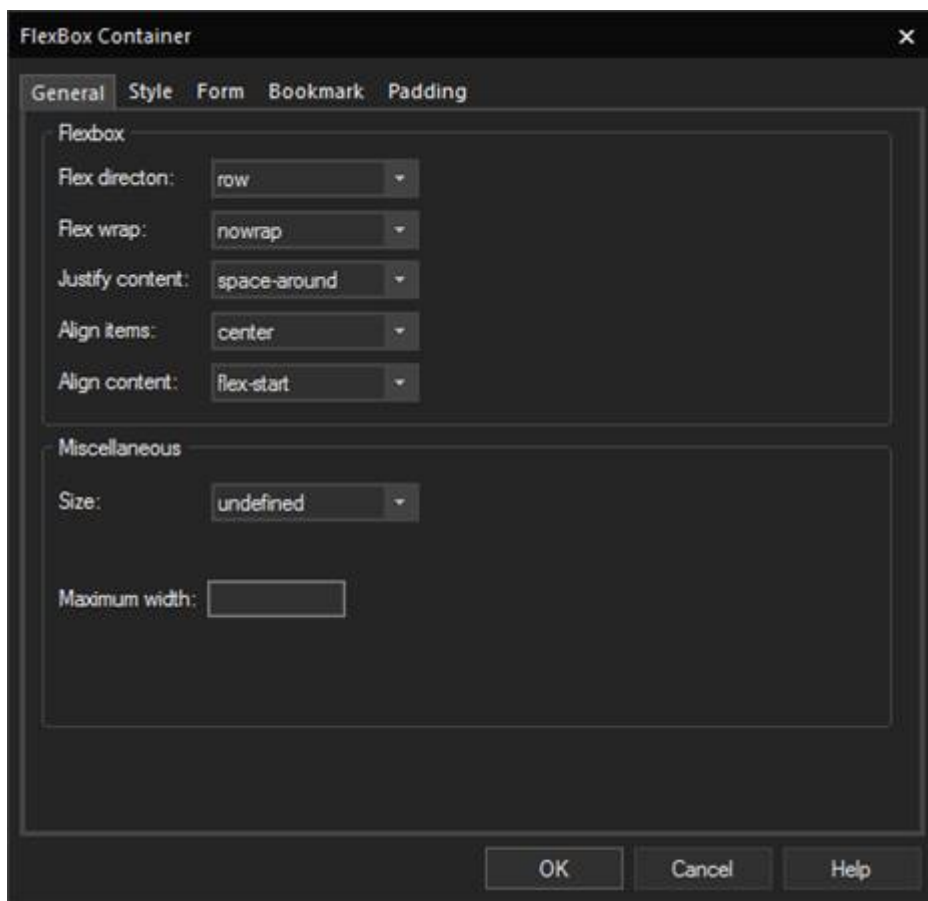 FlexBox Container
General Style Form Bookmark Padding
Flexbox
Flex directon: row
Flex wrap: nowrap
Justify content: space-around
Align items: center
Align content: flex-start
Miscellaneous
Size: undefined
Maximum width:
OK Cancel Help